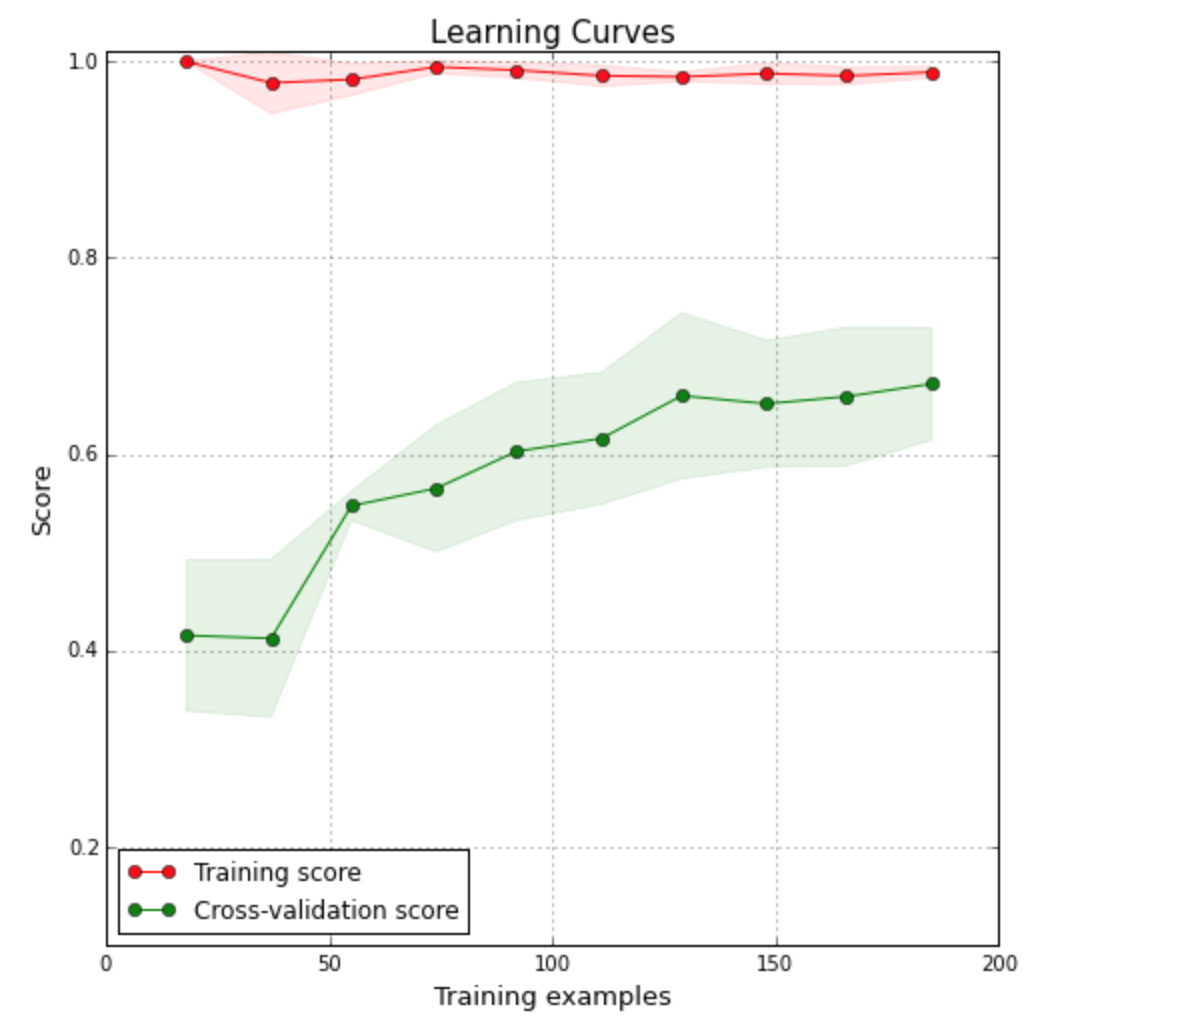 Learning Curves
1.0
0.8
0.6
0.4
0.2
Score
Training score
Cross-validation score
0 50 100 150 200
Training examples